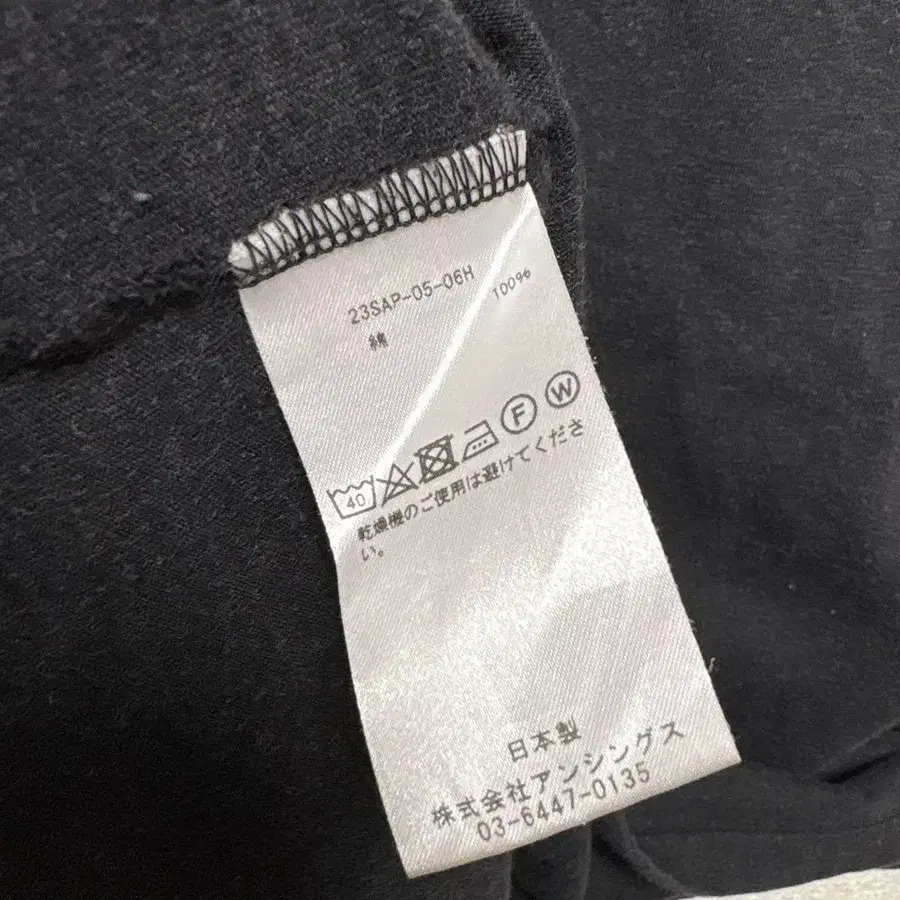 23SAP-05-06H
綿 100%
40 F W
乾燥機のご使用は避けてくださ
い。
日本製
株式会社アンシングス
03-6447-0135